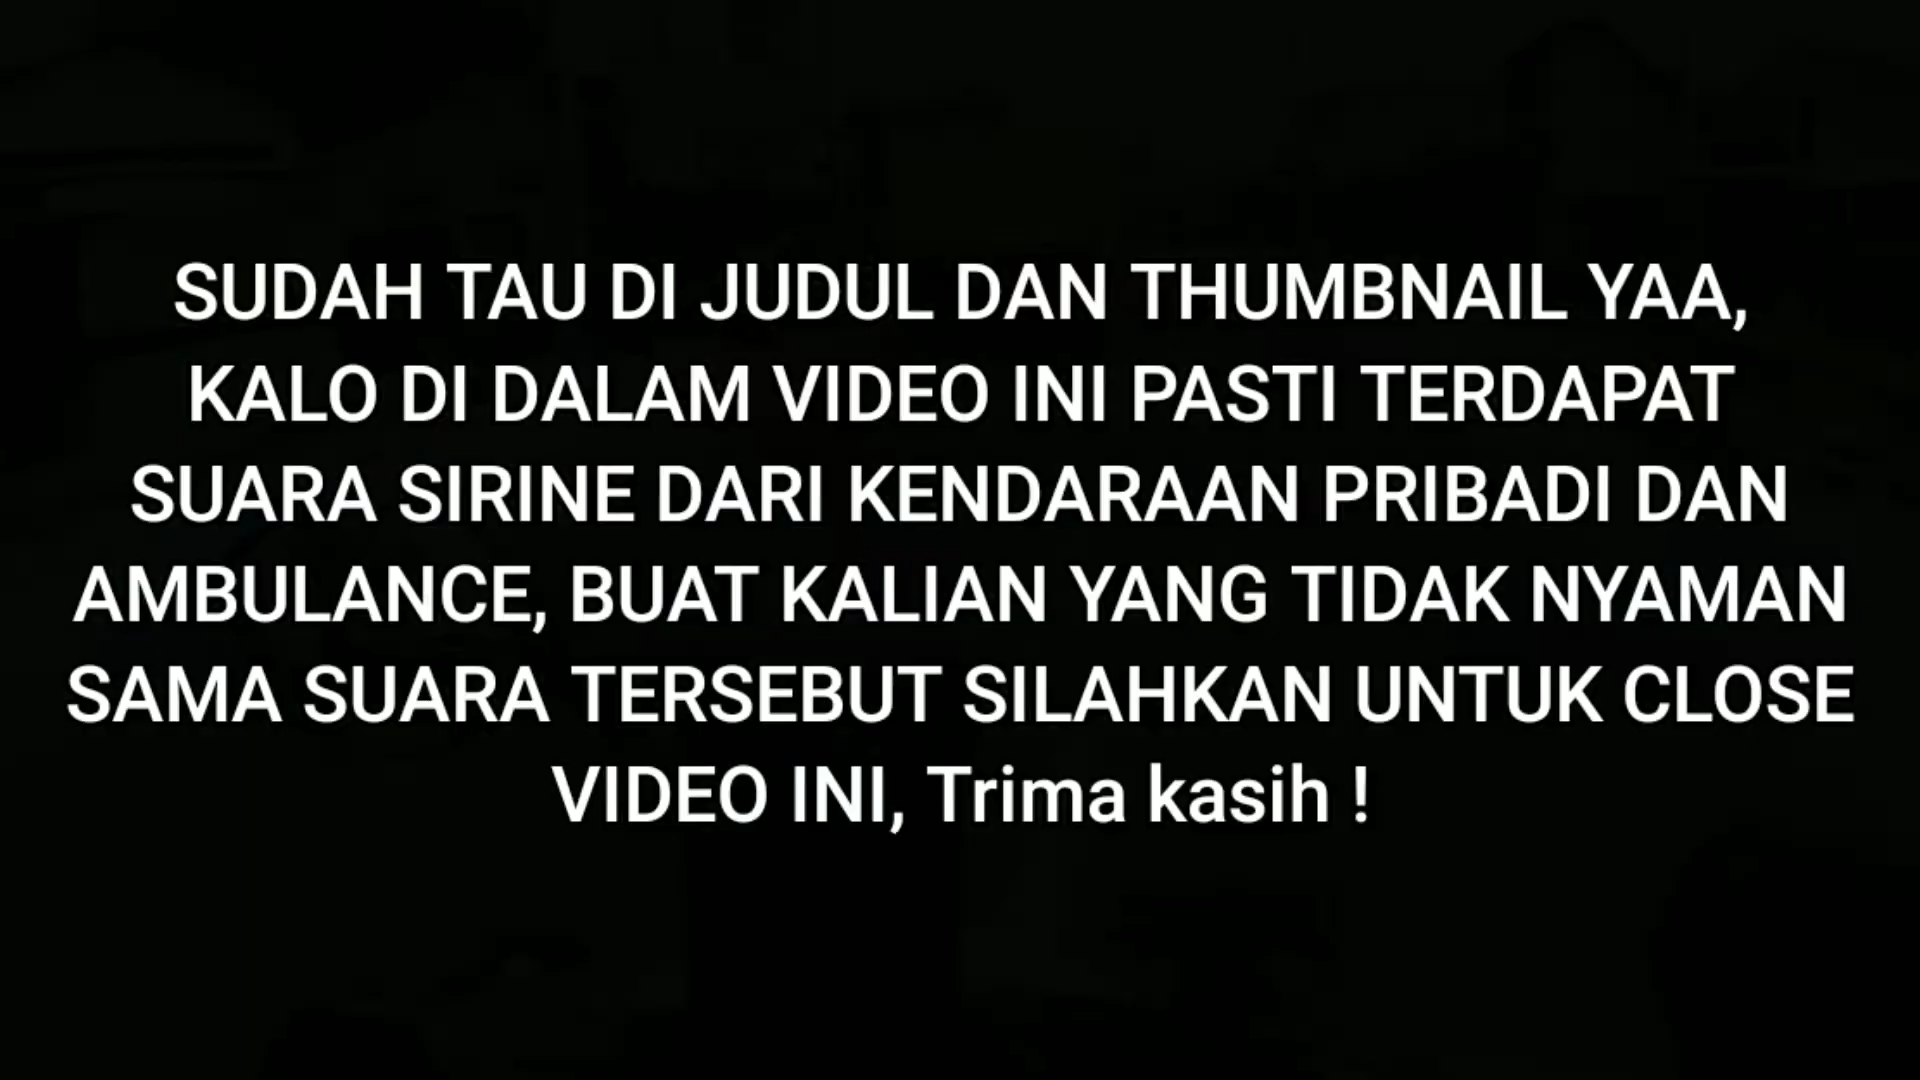 SUDAH TAU DI JUDUL DAN THUMBNAIL YAA,
KALO DI DALAM VIDEO INI PASTI TERDAPAT
SUARA SIRINE DARI KENDARAAN PRIBADI DAN
AMBULANCE, BUAT KALIAN YANG TIDAK NYAMAN
SAMA SUARA TERSEBUT SILAHKAN UNTUK CLOSE
VIDEO INI, Trima kasih !